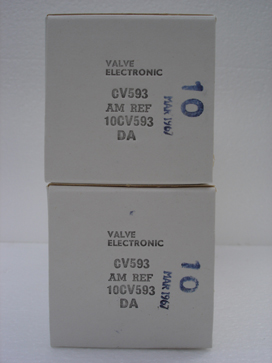 VALVE
ELECTRONIC
CV593
AM REF
10CV593
DA
10
MAR 1967
VALVE
ELECTRONIC
CV593
AM REF
10CV593
DA
10
MAR 1967